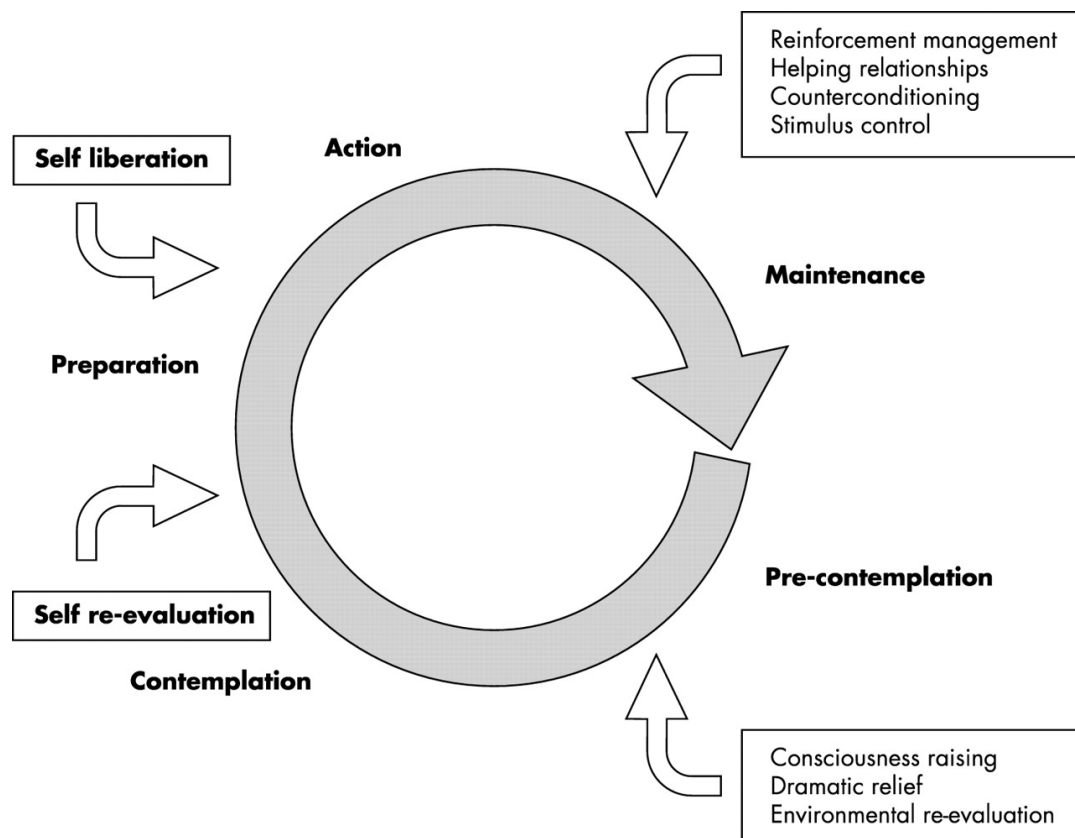 Reinforcement management
Helping relationships
Counterconditioning
Stimulus control
Action
Self liberation
Maintenance
Preparation
Pre-contemplation
Self re-evaluation
Contemplation
Consciousness raising
Dramatic relief
Environmental re-evaluation